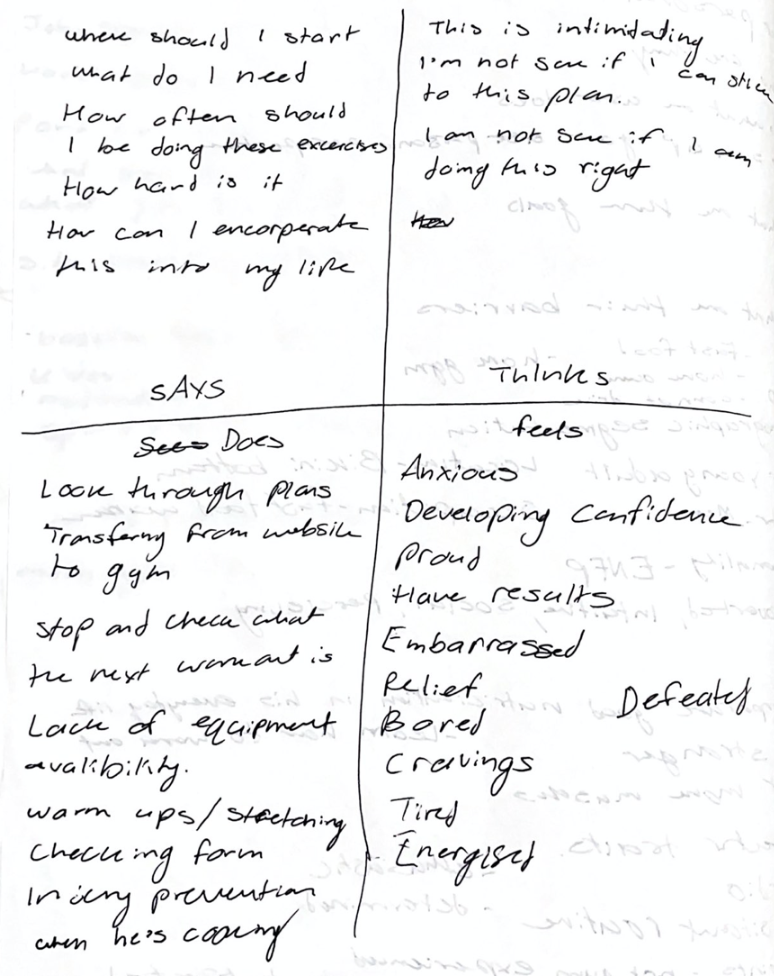 where should I start
what do I need
How often should
I be doing these excercises
How hard is it
How can I encorperate
this into my life
SAYS
This is intimidating
I'm not sure if I can stick
to this plan.
I am not sure if I am
doing this right
How
Thinks
See Does
Look through plans
Transfering from website
to gym
Stop and check what
the next workout is
Lack of equipment
avalibility.
warm ups/stretching
Checking form
Injery prevention
when he's cooking
feels
Anxious
Developing Confidence
Proud
Have results
Embarrassed
Relief
Defeated
Bored
Cravings
Tired
Energised